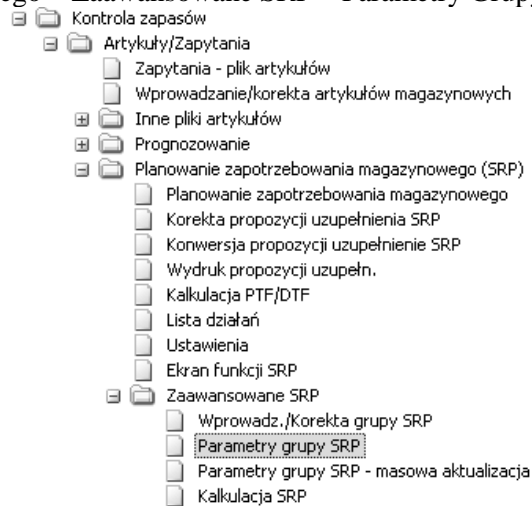 Zaawansowane SRP – Parametry Grupy
Kontrola zapasów
Artykuły/Zapytania
Zapytania - plik artykułów
Wprowadzanie/korekta artykułów magazynowych
Inne pliki artykułów
Prognozowanie
Planowanie zapotrzebowania magazynowego (SRP)
Planowanie zapotrzebowania magazynowego
Korekta propozycji uzupełnienia SRP
Konwersja propozycji uzupełnienie SRP
Wydruk propozycji uzupełn.
Kalkulacja PTF/DTF
Lista działań
Ustawienia
Ekran funkcji SRP
Zaawansowane SRP
Wprowadz./Korekta grupy SRP
Parametry grupy SRP
Parametry grupy SRP - masowa aktualizacja
Kalkulacja SRP